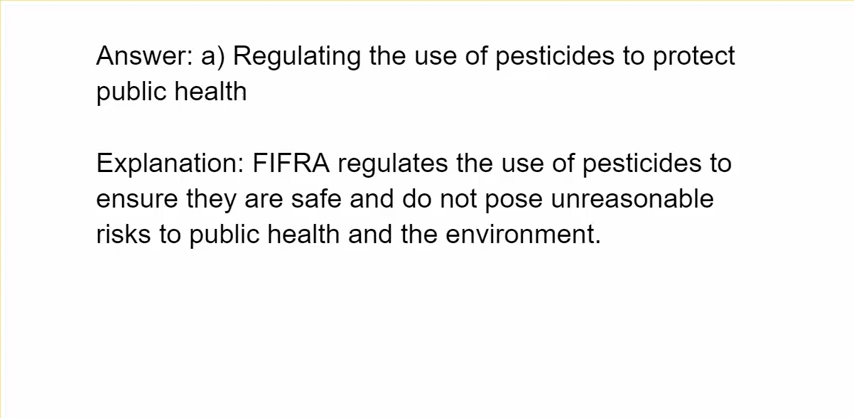 Answer: a) Regulating the use of pesticides to protect
public health
Explanation: FIFRA regulates the use of pesticides to
ensure they are safe and do not pose unreasonable
risks to public health and the environment.